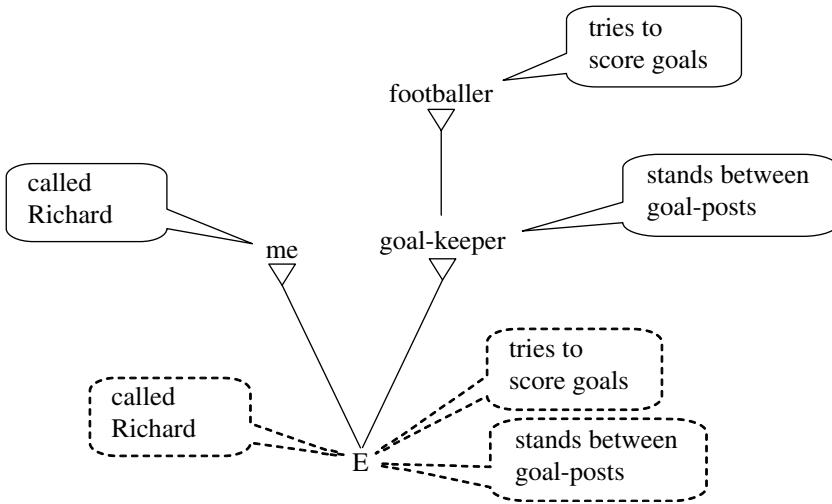 tries to
score goals
footballer
called
Richard
stands between
goal-posts
me
goal-keeper
tries to
score goals
called
Richard
stands between
goal-posts
E